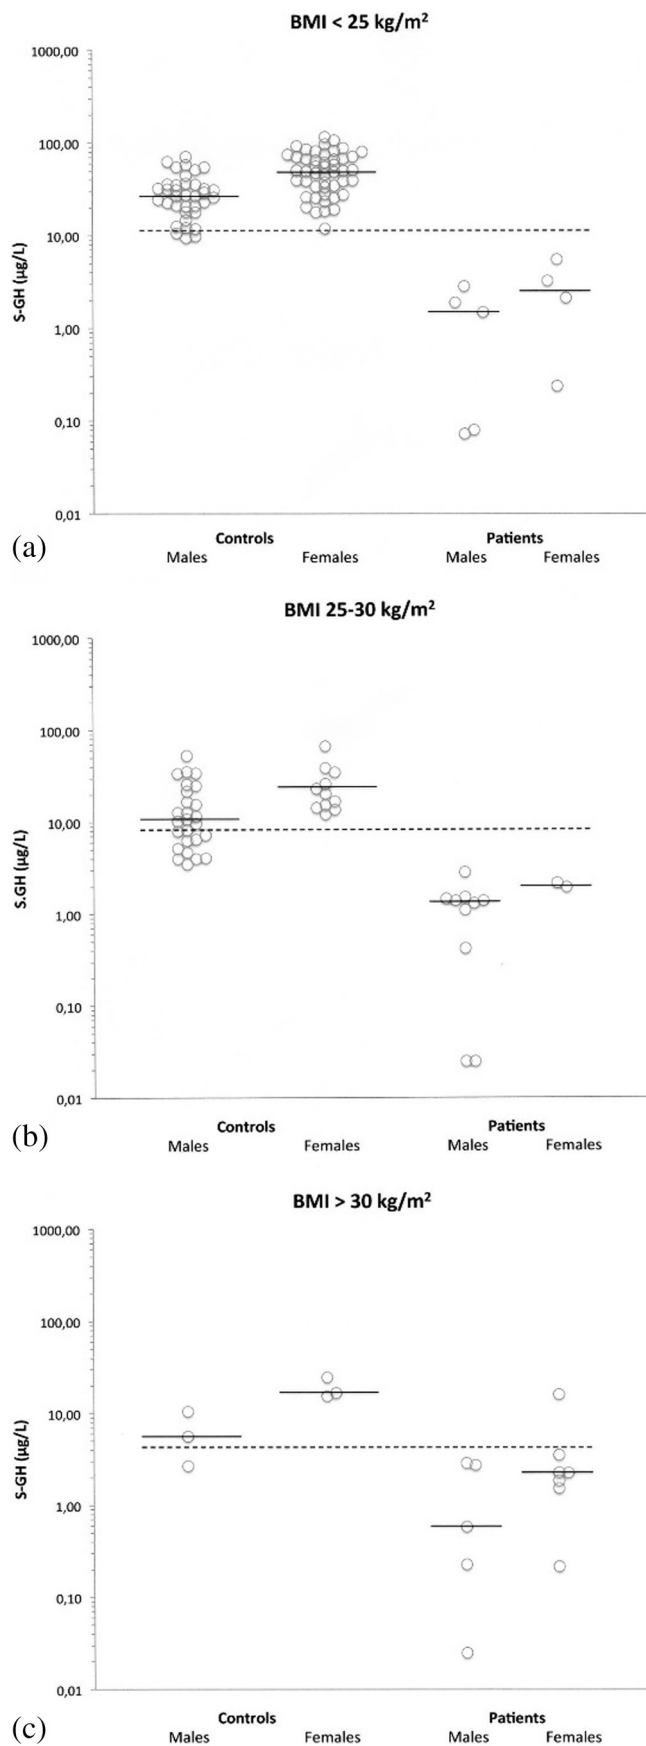 BMI < 25 kg/m²
1000,00
100,00
10,00
1,00
0,10
0,01
S-GH (µg/L)
Controls Patients
Males Females Males Females
(a)
BMI 25-30 kg/m²
1000,00
100,00
10,00
1,00
0,10
0,01
S.GH (µg/L)
Controls Patients
Males Females Males Females
(b)
BMI > 30 kg/m²
1000,00
100,00
10,00
1,00
0,10
0,01
S-GH (µg/L)
Controls Patients
Males Females Males Females
(c)